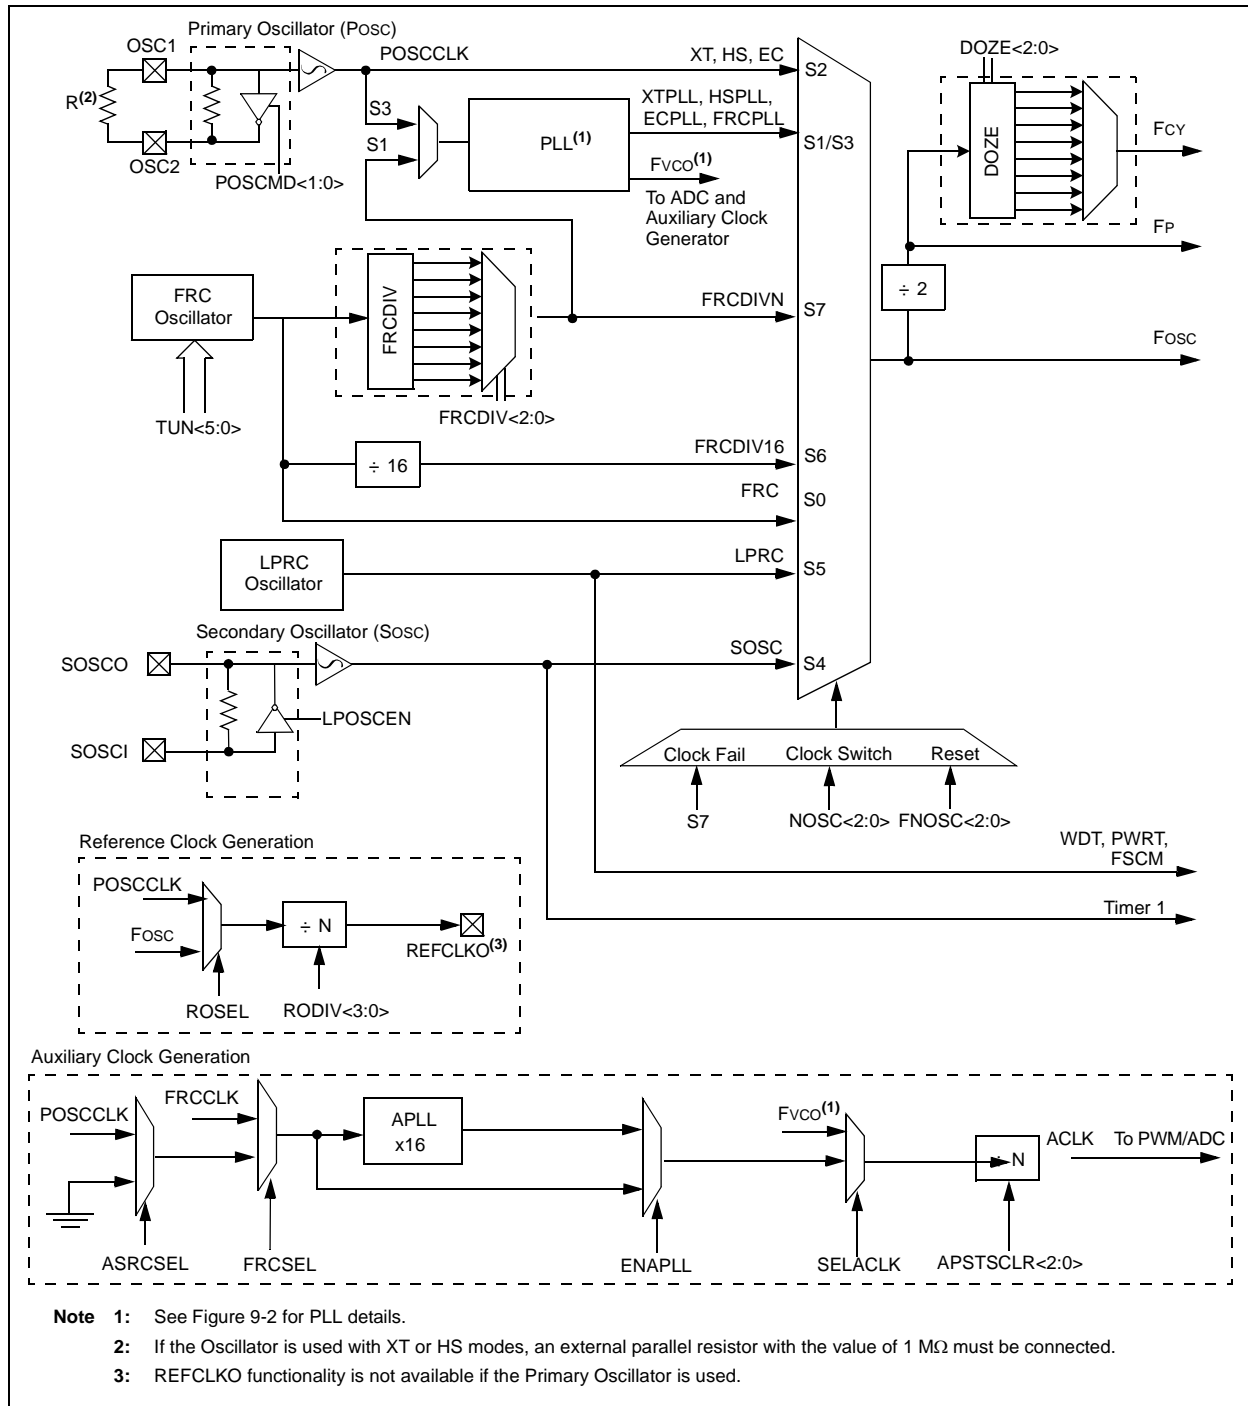 Primary Oscillator (POSC)
OSC1
R(2)
OSC2
POSCMD<1:0>
POSCCLK
S3
S1
PLL(1)
XT, HS, EC
XTPLL, HSPLL,
ECPLL, FRCPLL
FVCO(1)
To ADC and
Auxiliary Clock
Generator
S2
S1/S3
DOZE<2:0>
DOZE
FCY
FP
÷ 2
FOSC
FRC
Oscillator
TUN<5:0>
FRCDIV
FRCDIV<2:0>
FRCDIVN
S7
÷ 16
FRCDIV16
S6
FRC
S0
LPRC
Oscillator
LPRC
S5
Secondary Oscillator (SOSC)
SOSCO
SOSCI
LPOSCEN
SOSC
S4
Clock Fail
Clock Switch
Reset
S7
NOSC<2:0>
FNOSC<2:0>
WDT, PWRT,
FSCM
Timer 1
Reference Clock Generation
POSCCLK
FOSC
÷ N
REFCLKO(3)
ROSEL
RODIV<3:0>
Auxiliary Clock Generation
POSCCLK
FRCCLK
APLL
x16
FVCO(1)
÷ N
ACLK
To PWM/ADC
ASRCSEL
FRCSEL
ENAPLL
SELACLK
APSTSCLR<2:0>
Note 1: See Figure 9-2 for PLL details.
2: If the Oscillator is used with XT or HS modes, an external parallel resistor with the value of 1 MΩ must be connected.
3: REFCLKO functionality is not available if the Primary Oscillator is used.